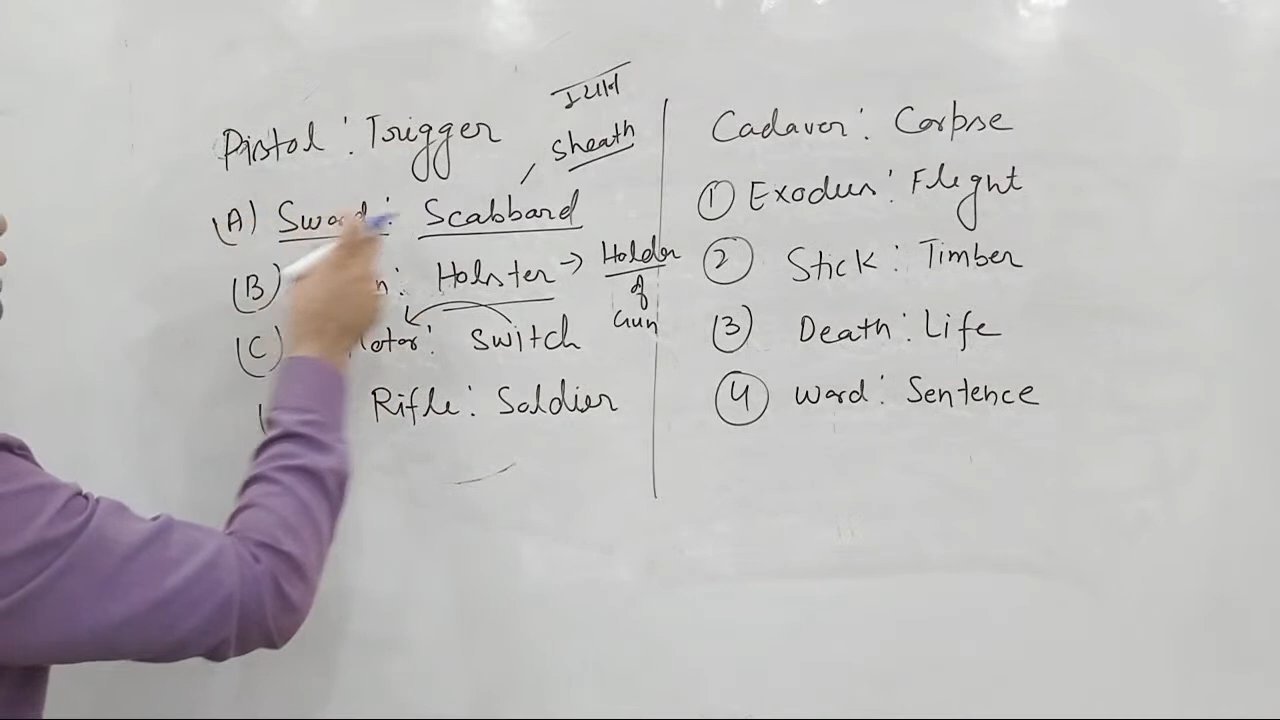 Pistol : Trigger
sheath
(A) Sword : Scabbard
(B) : Holster → Holder of Gun
(C) Motor : Switch
Rifle : Soldier
Cadaver : Corpse
(1) Exodus : Flight
(2) Stick : Timber
(3) Death : Life
(4) Word : Sentence